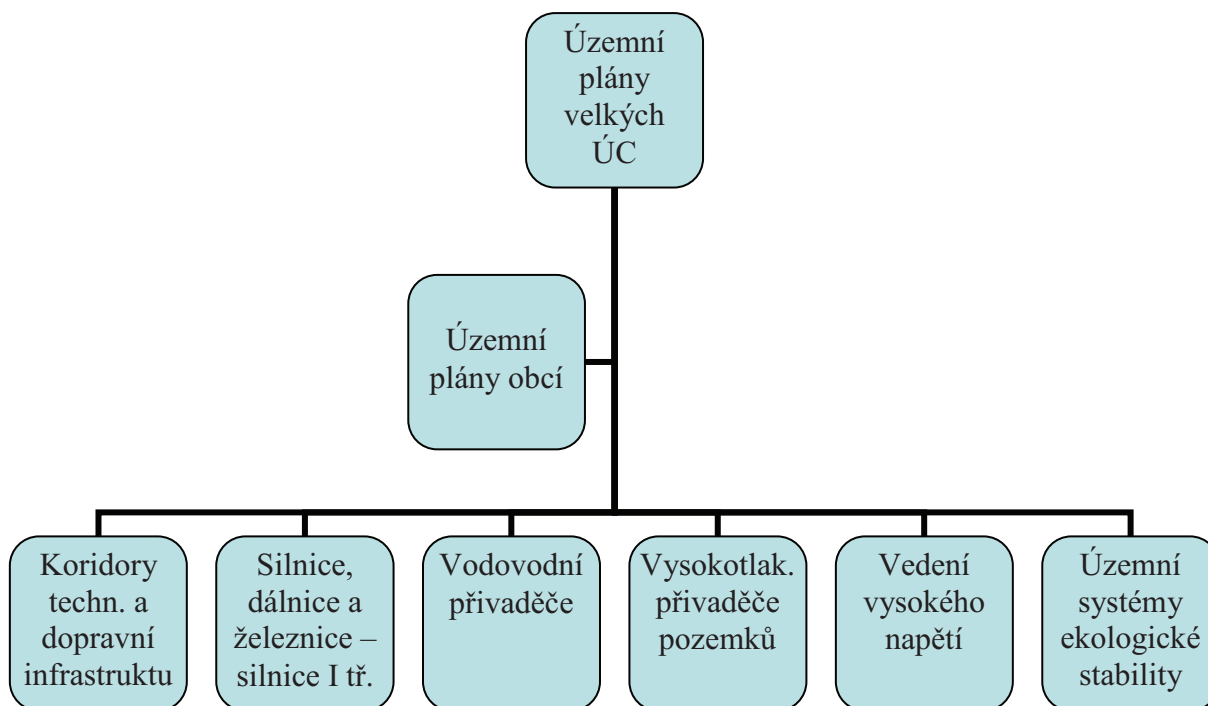 Územní
plány
velkých
ÚC
Územní
plány obcí
Koridory
techn. a
dopravní
infrastruktu
Silnice,
dálnice a
železnice –
silnice I tř.
Vodovodní
přivaděče
Vysokotlak.
přivaděče
pozemků
Vedení
vysokého
napětí
Územní
systémy
ekologické
stability